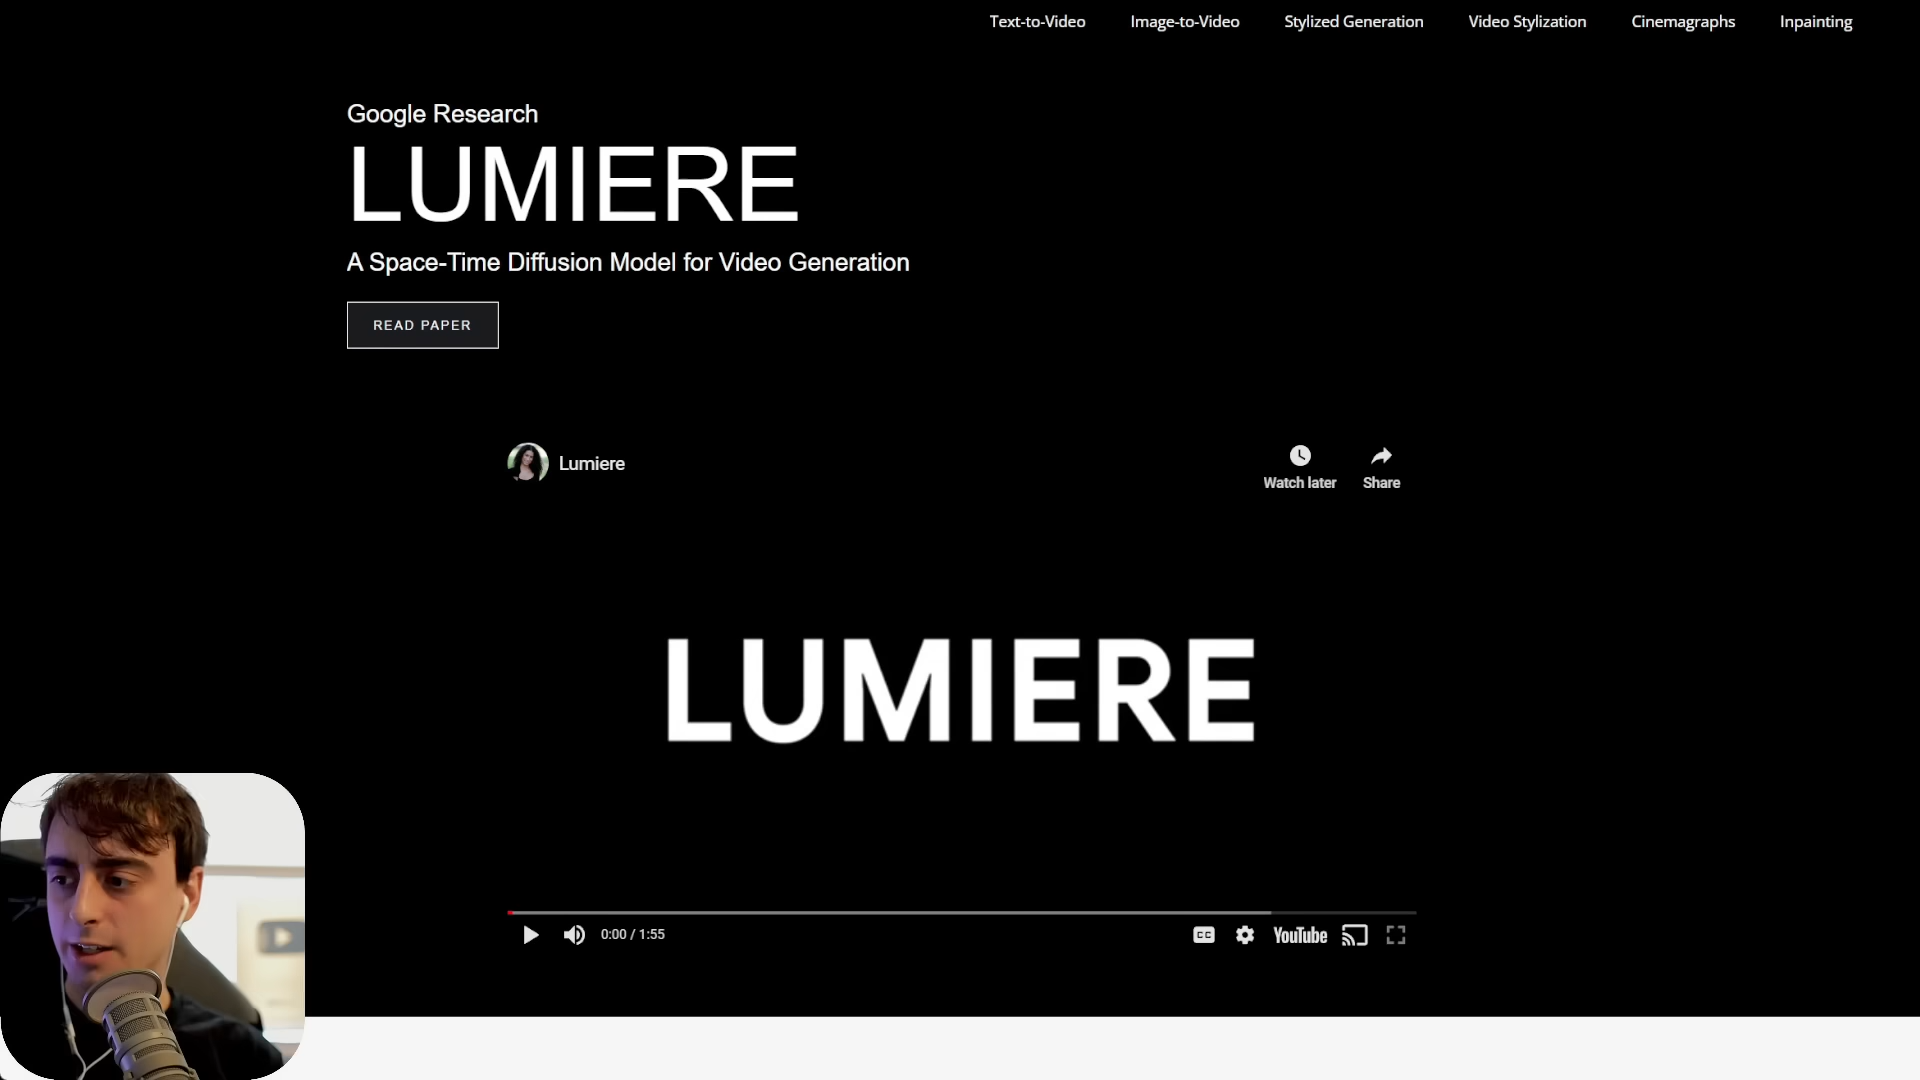 Text-to-Video Image-to-Video Stylized Generation Video Stylization Cinemagraphs Inpainting
Google Research
LUMIERE
A Space-Time Diffusion Model for Video Generation
READ PAPER
Lumiere
Watch later
Share
LUMIERE
0:00 / 1:55
CC
YouTube